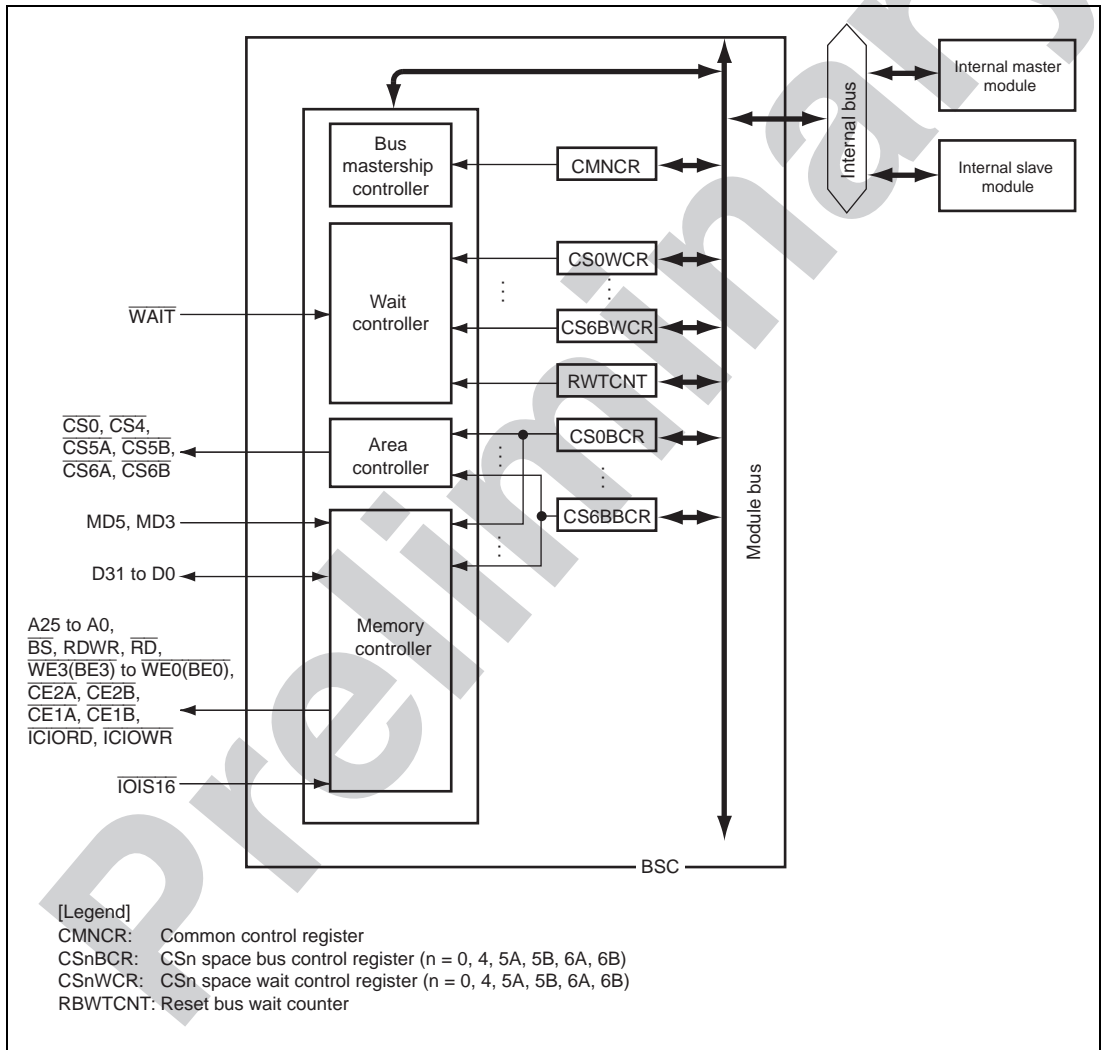 Preliminary
Internal master
module
Internal slave
module
Internal bus
Bus
mastership
controller
CMNCR
Wait
controller
CS0WCR
CS6BWCR
RWTCNT
WAIT
CS0, CS4,
CS5A, CS5B,
CS6A, CS6B
Area
controller
CS0BCR
CS6BBCR
Module bus
MD5, MD3
D31 to D0
A25 to A0,
BS, RDWR, RD,
WE3(BE3) to WE0(BE0),
CE2A, CE2B,
CE1A, CE1B,
ICIORD, ICIOWR
Memory
controller
IOIS16
BSC
[Legend]
CMNCR: Common control register
CSnBCR: CSn space bus control register (n = 0, 4, 5A, 5B, 6A, 6B)
CSnWCR: CSn space wait control register (n = 0, 4, 5A, 5B, 6A, 6B)
RBWTCNT: Reset bus wait counter